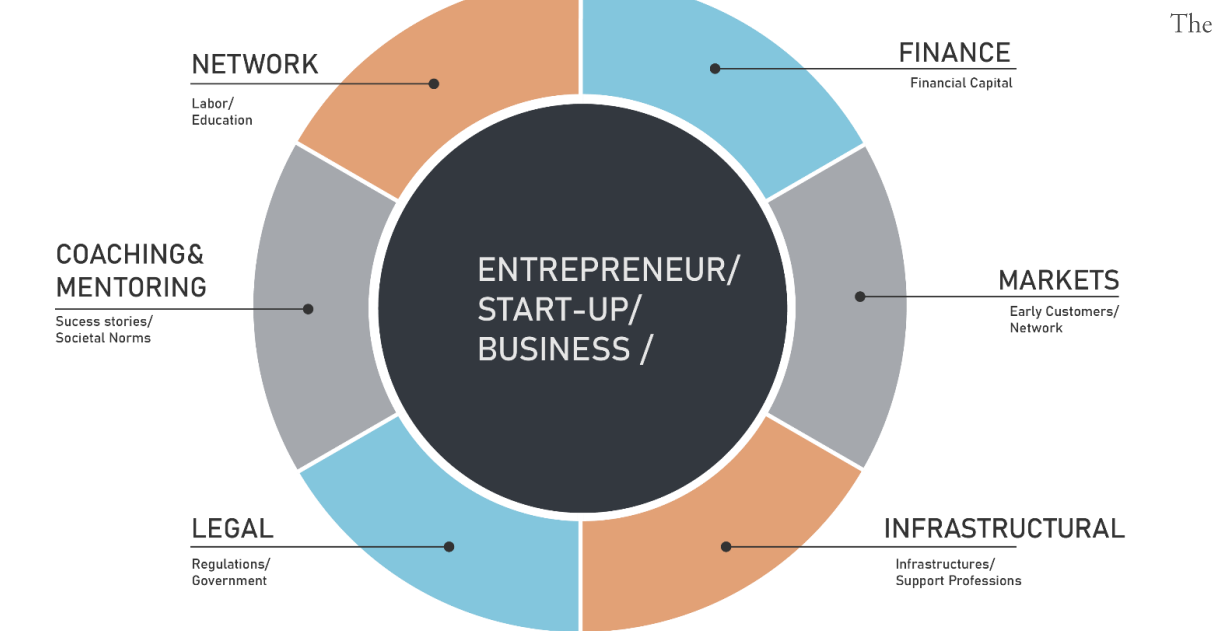 The
NETWORK
Labor/
Education
FINANCE
Financial Capital
COACHING&
MENTORING
Sucess stories/
Societal Norms
ENTREPRENEUR/
START-UP/
BUSINESS /
MARKETS
Early Customers/
Network
LEGAL
Regulations/
Government
INFRASTRUCTURAL
Infrastructures/
Support Professions